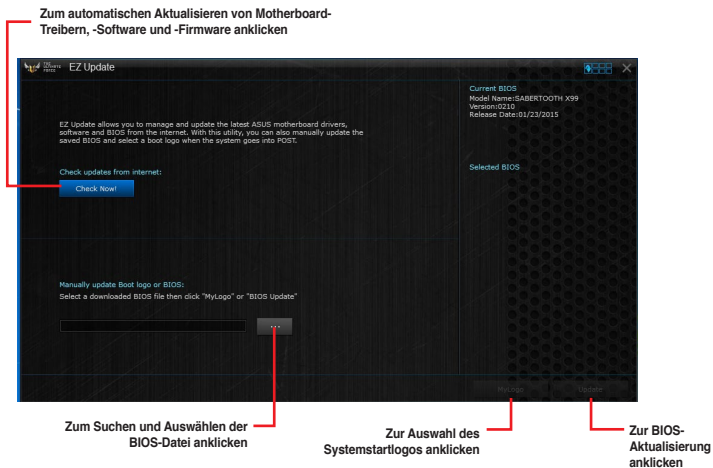 Zum automatischen Aktualisieren von Motherboard-
Treibern, -Software und -Firmware anklicken
THE
ULTIMATE
FORCE
EZ Update
Current BIOS
Model Name:SABERTOOTH X99
Version:0210
Release Date:01/23/2015
EZ Update allows you to manage and update the latest ASUS motherboard drivers,
software and BIOS from the internet. With this utility, you can also manually update the
saved BIOS and select a boot logo when the system goes into POST.
Check updates from internet:
Selected BIOS
Check Now!
Manually update Boot logo or BIOS:
Select a downloaded BIOS file then click "MyLogo" or "BIOS Update"
...
MyLogo
Update
Zum Suchen und Auswählen der
BIOS-Datei anklicken
Zur Auswahl des
Systemstartlogos anklicken
Zur BIOS-
Aktualisierung
anklicken